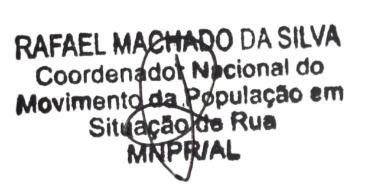 RAFAEL MACHADO DA SILVA
Coordenador Nacional do
Movimento da População em
Situação de Rua
MNPR/AL